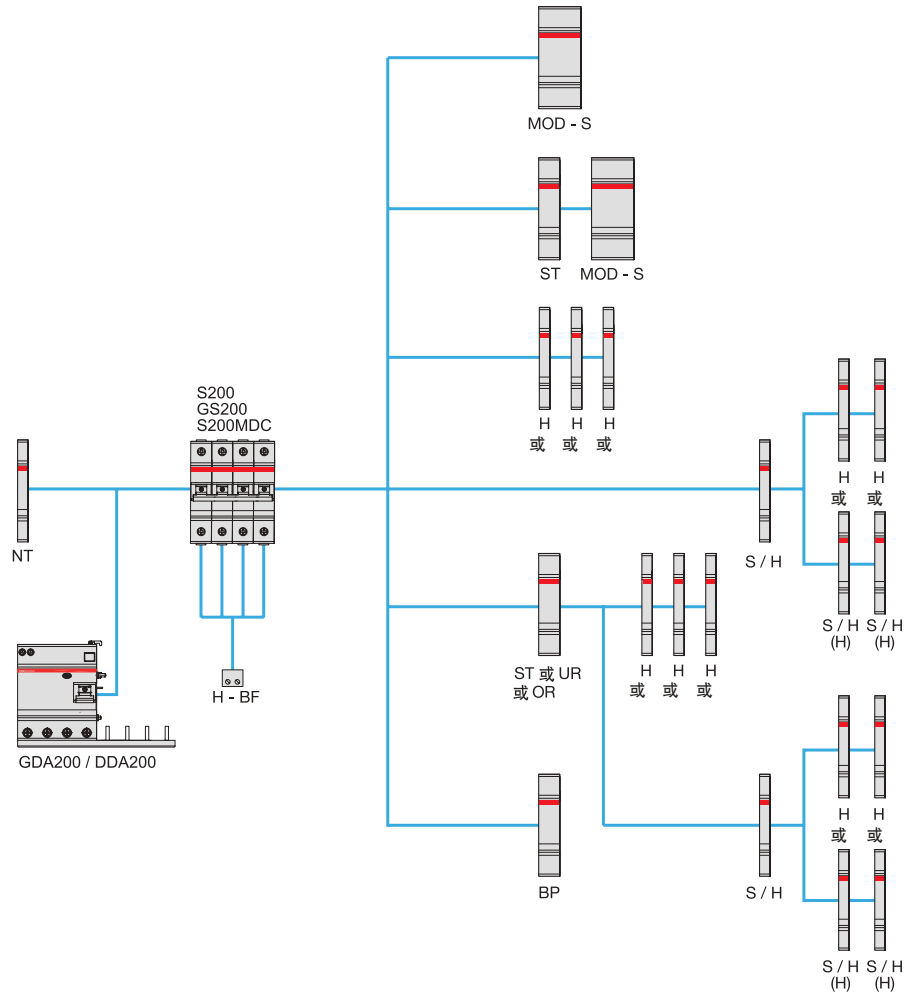 MOD - S
ST MOD - S
H H H
或 或 或
S200
GS200
S200MDC
NT
H - BF
GDA200 / DDA200
S / H
H H
或 或
S / H S / H
(H) (H)
ST 或 UR
或 OR
H H H
或 或 或
BP
S / H
H H
或 或
S / H S / H
(H) (H)